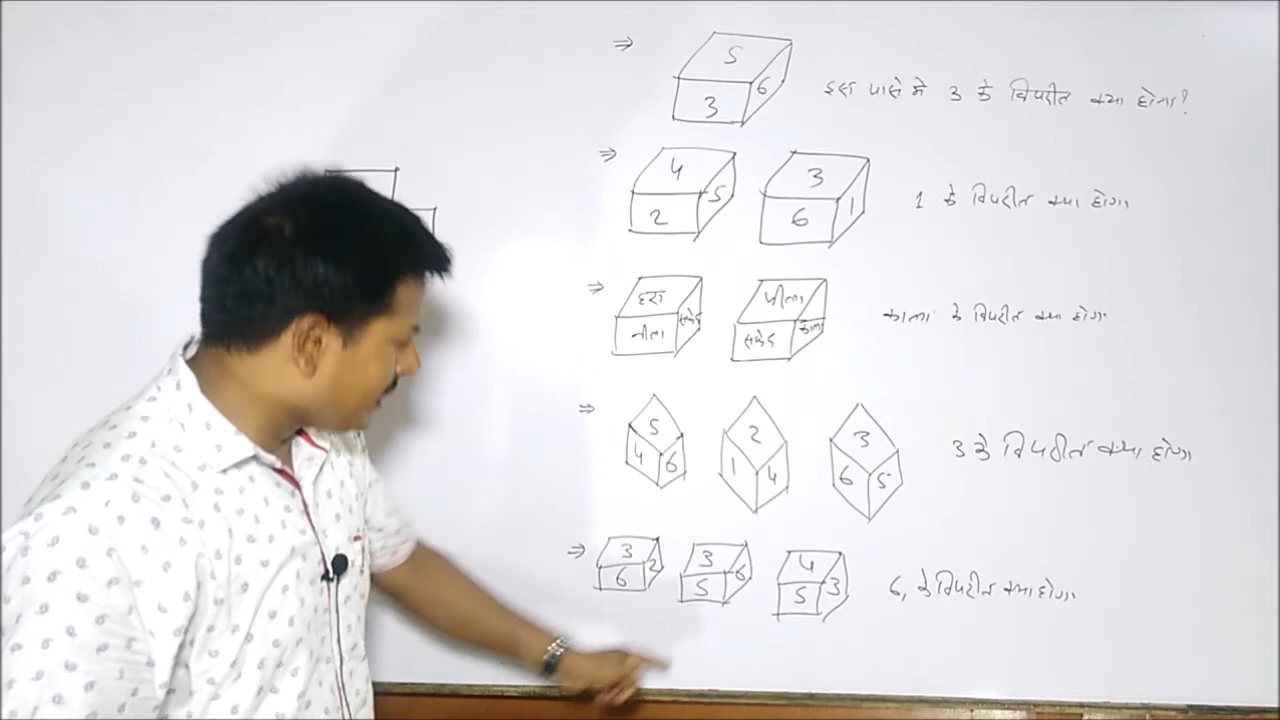 ⇒ 5 3 6 इस पासे मे 3 के विपरीत क्या होगा?
⇒ 4 2 5 3 6 1 1 के विपरीत क्या होगा
⇒ हरा नीला सफेद पीला सफेद काला काला के विपरीत क्या होगा
⇒ 5 4 6 2 1 4 3 6 5 3 के विपरीत क्या होगा
⇒ 3 6 2 3 5 6 4 5 3 6, के विपरीत क्या होगा